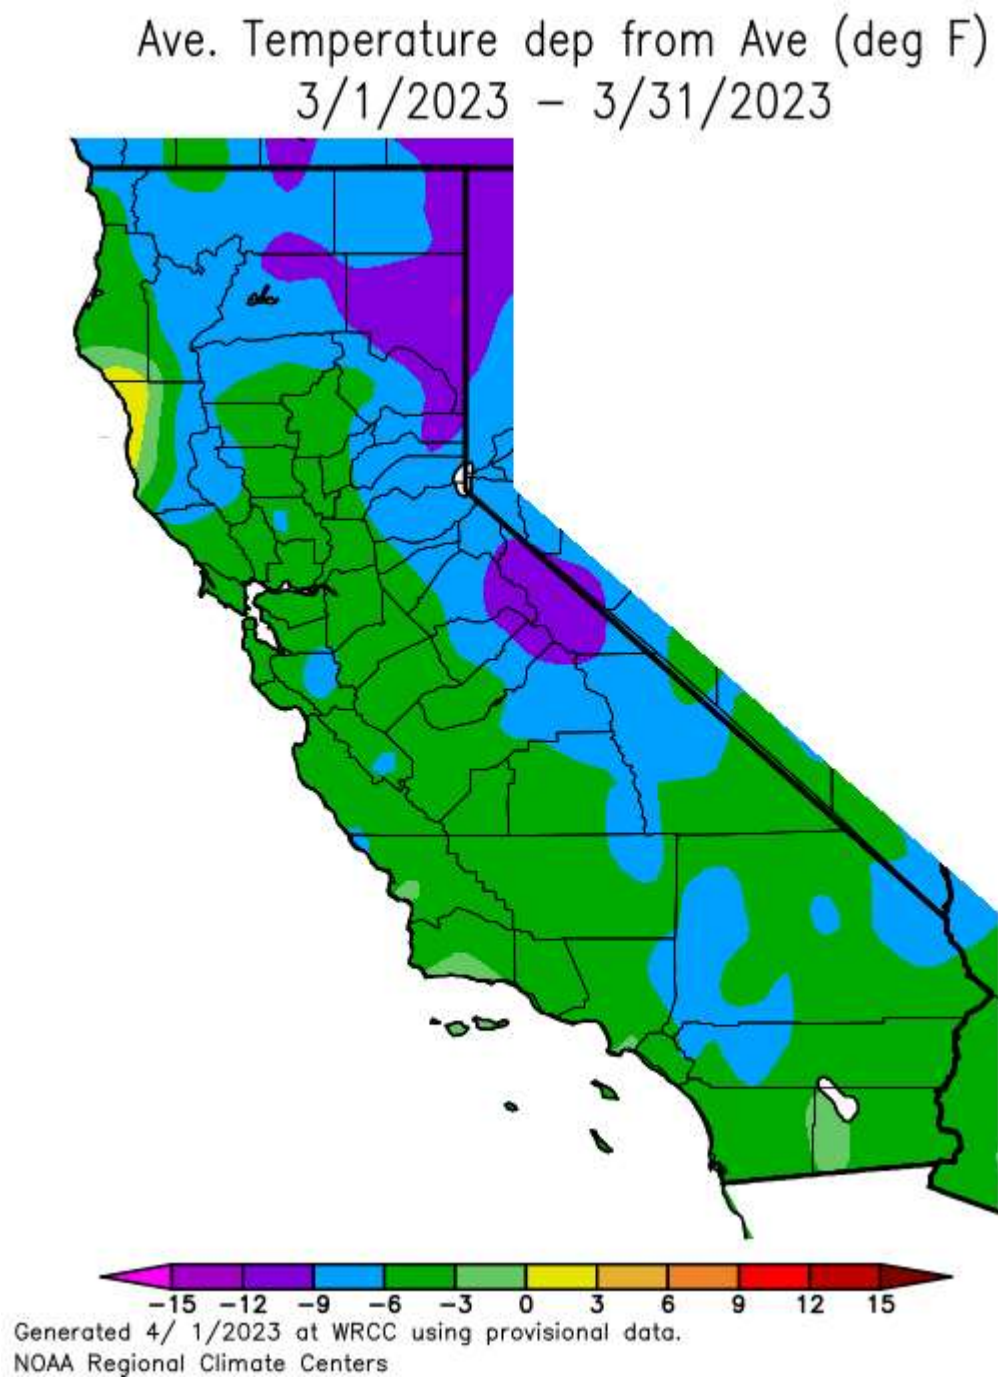 Ave. Temperature dep from Ave (deg F)
3/1/2023 – 3/31/2023
-15 -12 -9 -6 -3 0 3 6 9 12 15
Generated 4/ 1/2023 at WRCC using provisional data.
NOAA Regional Climate Centers